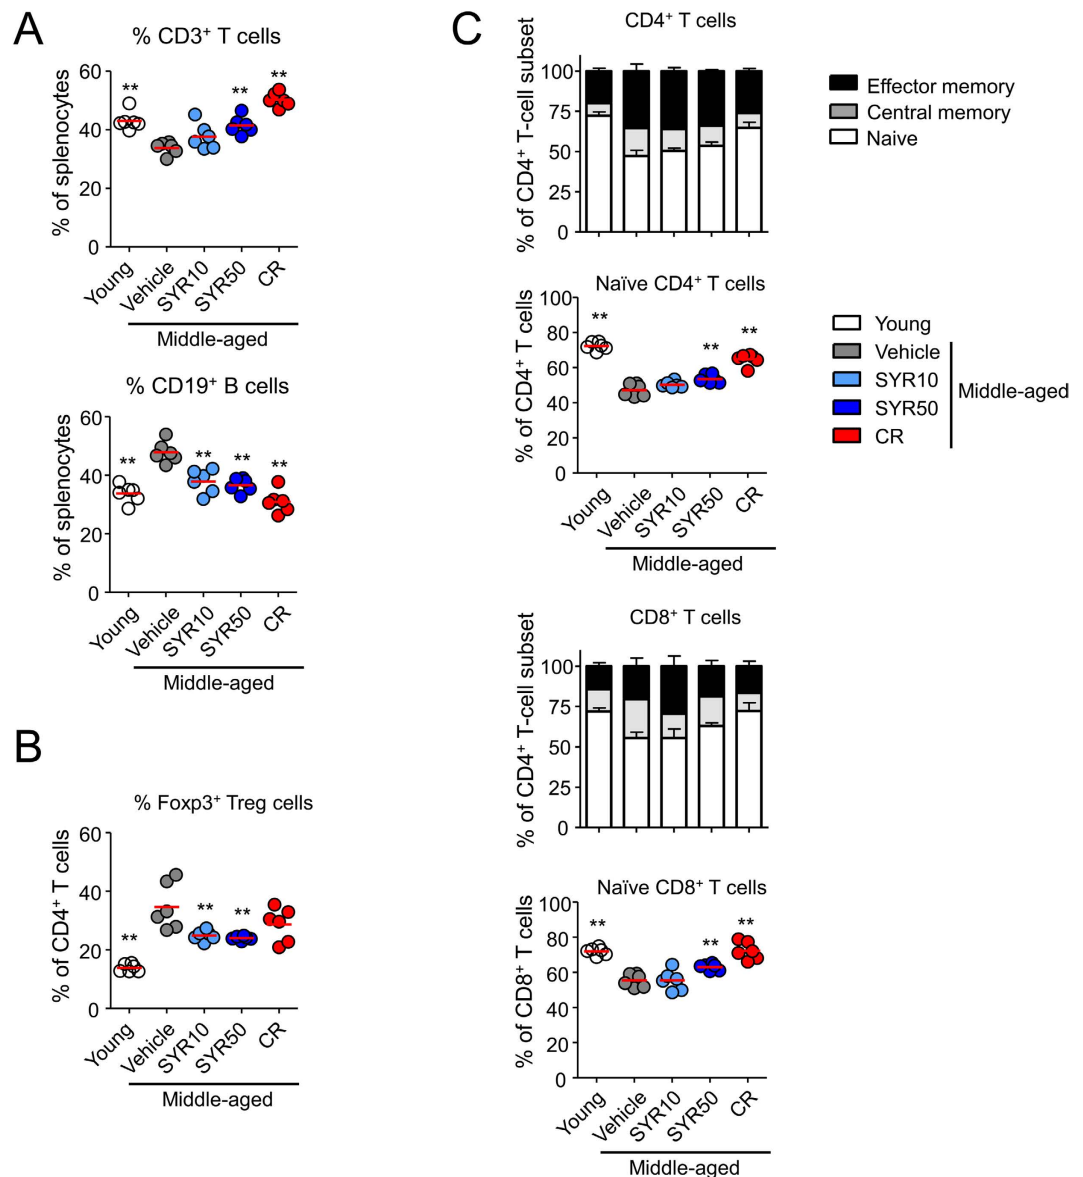 A
% CD3⁺ T cells
% of splenocytes
60
40
20
0
**
**
**
Young
Vehicle
SYR10
SYR50
CR
Middle-aged
% CD19⁺ B cells
% of splenocytes
60
40
20
0
**
**
**
**
Young
Vehicle
SYR10
SYR50
CR
Middle-aged
B
% Foxp3⁺ Treg cells
% of CD4⁺ T cells
60
40
20
0
**
**
**
Young
Vehicle
SYR10
SYR50
CR
Middle-aged
C
CD4⁺ T cells
% of CD4⁺ T-cell subset
100
75
50
25
0
Effector memory
Central memory
Naive
Naïve CD4⁺ T cells
% of CD4⁺ T cells
100
80
60
40
20
0
**
**
**
Young
Vehicle
SYR10
SYR50
CR
Middle-aged
Young
Vehicle
SYR10
SYR50
CR
Middle-aged
CD8⁺ T cells
% of CD4⁺ T-cell subset
100
75
50
25
0
Naïve CD8⁺ T cells
% of CD8⁺ T cells
100
80
60
40
20
0
**
**
**
Young
Vehicle
SYR10
SYR50
CR
Middle-aged